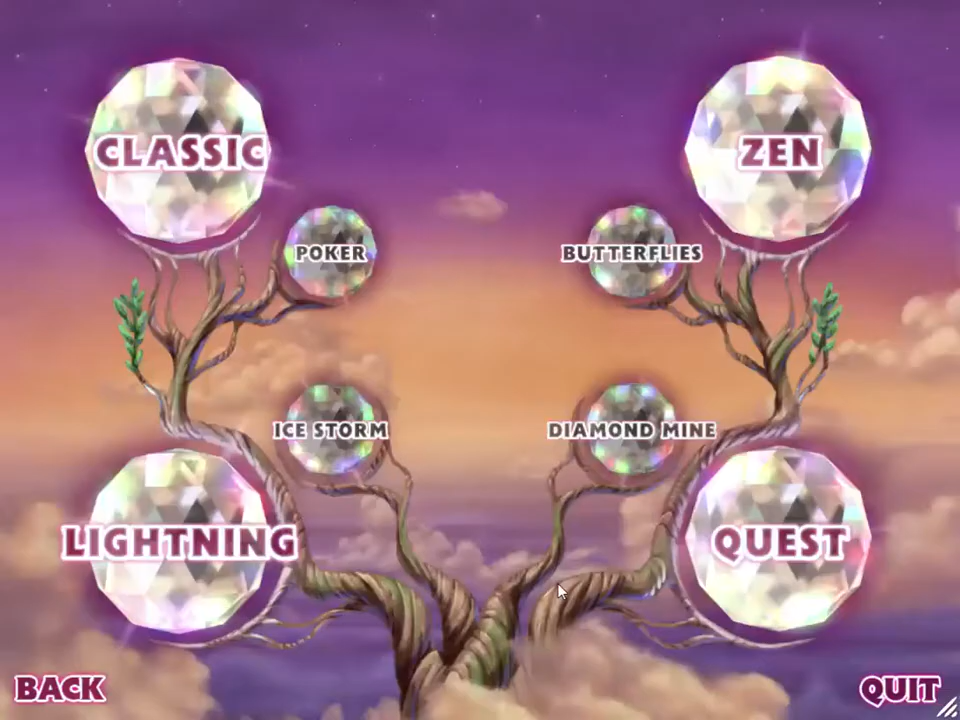 CLASSIC
ZEN
POKER
BUTTERFLIES
ICE STORM
DIAMOND MINE
LIGHTNING
QUEST
BACK
QUIT